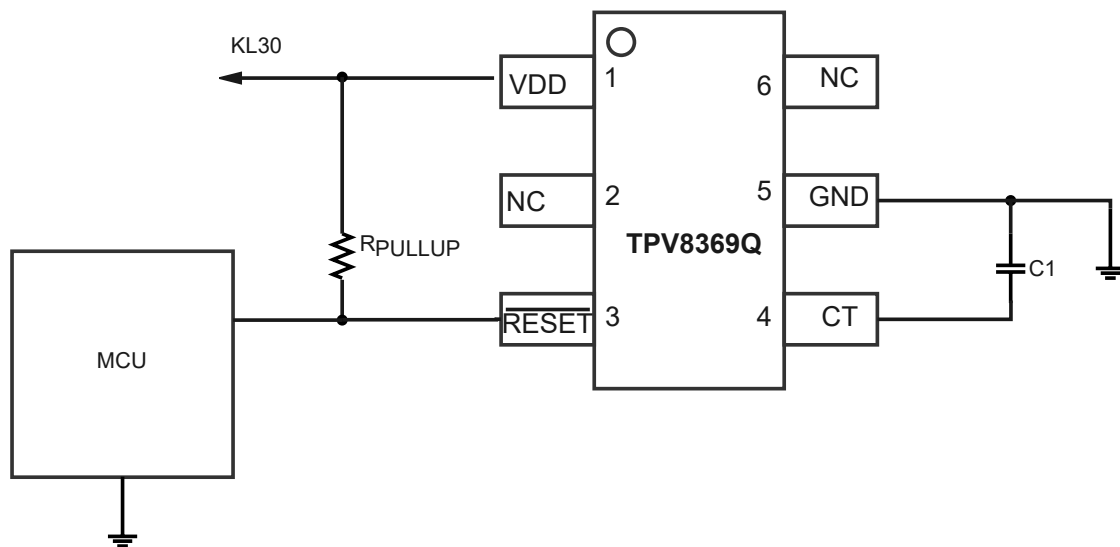 KL30
VDD
1
6
NC
NC
2
5
GND
TPV8369Q
RPULLUP
C1
RESET
3
4
CT
MCU